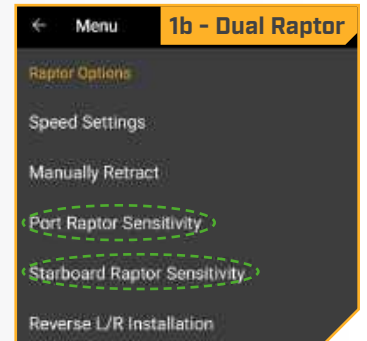 ← Menu 1b - Dual Raptor
Raptor Options
Speed Settings
Manually Retract
Port Raptor Sensitivity
Starboard Raptor Sensitivity
Reverse L/R Installation